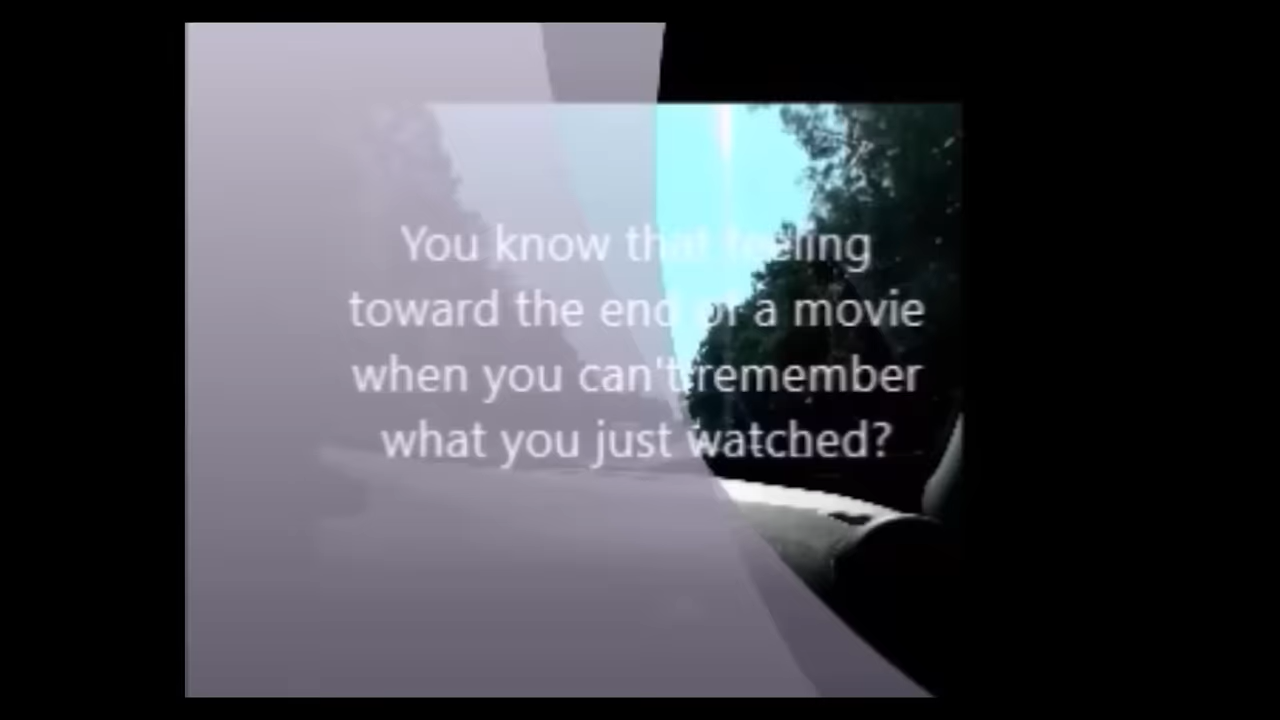 You know that feeling
toward the end of a movie
when you can't remember
what you just watched?